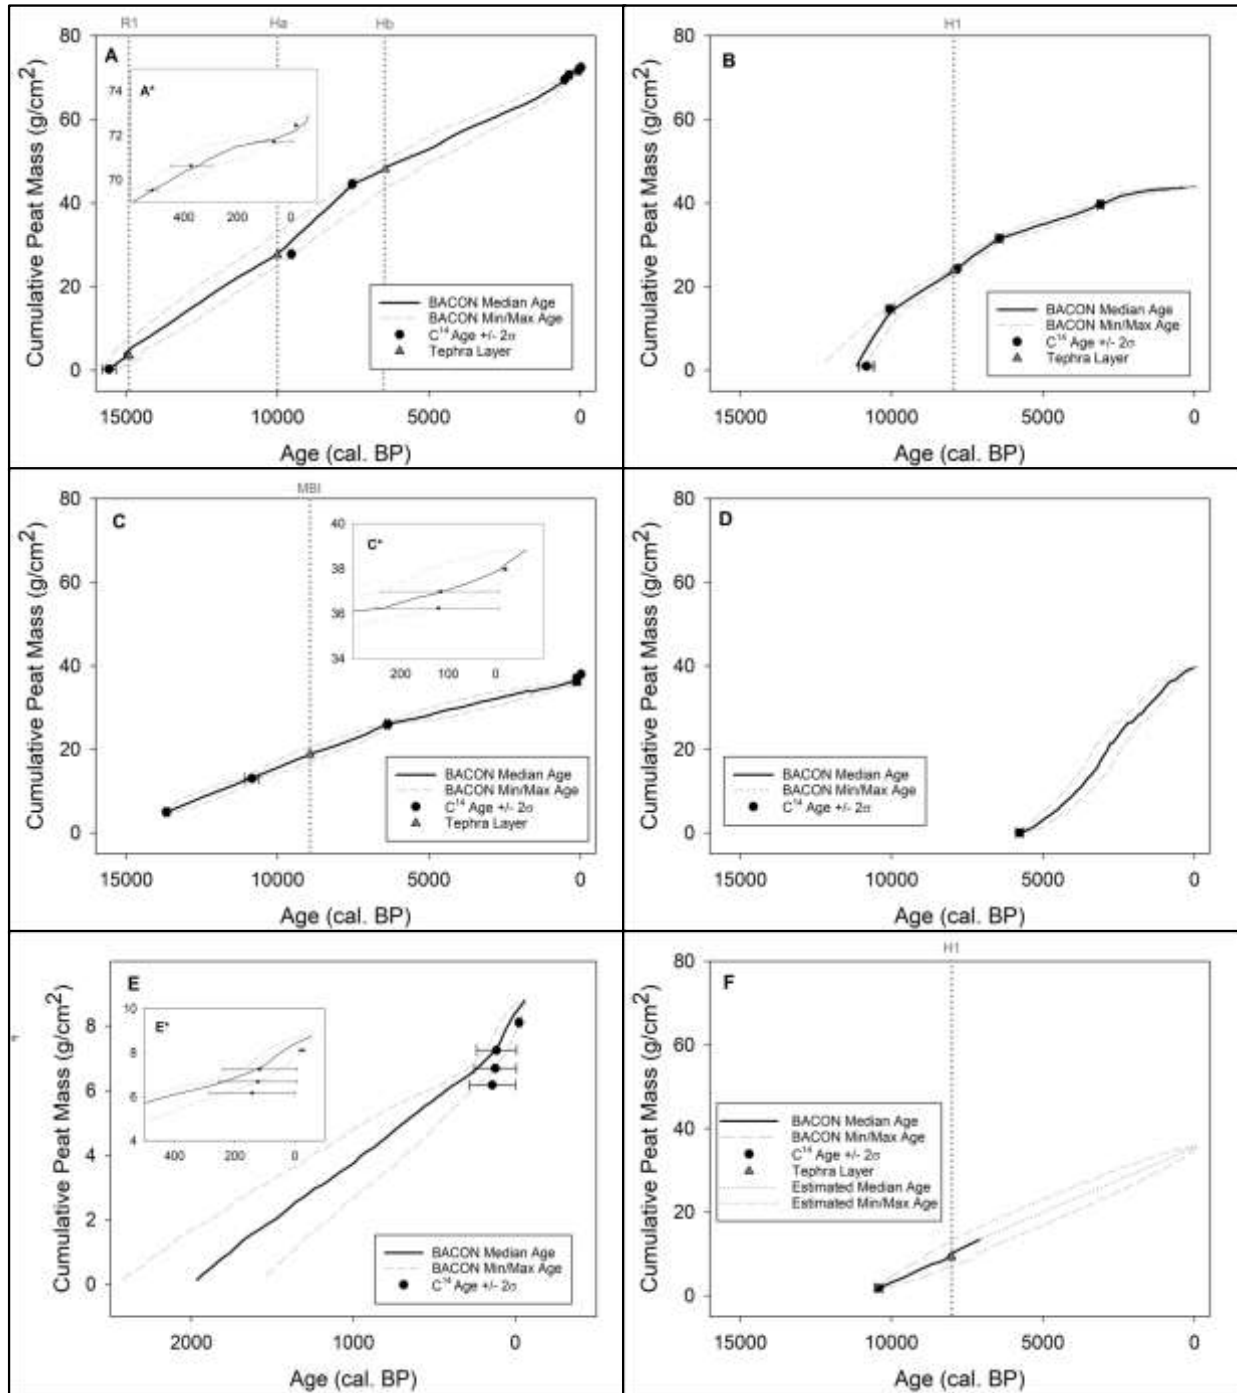 R1 Ha Hb
A
80
60
40
20
0
Cumulative Peat Mass (g/cm2)
A*
74
72
70
400 200 0
BACON Median Age
BACON Min/Max Age
C14 Age +/- 2σ
Tephra Layer
15000 10000 5000 0
Age (cal. BP)
H1
B
80
60
40
20
0
Cumulative Peat Mass (g/cm2)
BACON Median Age
BACON Min/Max Age
C14 Age +/- 2σ
Tephra Layer
15000 10000 5000 0
Age (cal. BP)
MBI
C
80
60
40
20
0
Cumulative Peat Mass (g/cm2)
C*
40
38
36
34
200 100 0
BACON Median Age
BACON Min/Max Age
C14 Age +/- 2σ
Tephra Layer
15000 10000 5000 0
Age (cal. BP)
D
80
60
40
20
0
Cumulative Peat Mass (g/cm2)
BACON Median Age
BACON Min/Max Age
C14 Age +/- 2σ
15000 10000 5000 0
Age (cal. BP)
E
8
6
4
2
0
Cumulative Peat Mass (g/cm2)
E*
10
8
6
4
400 200 0
BACON Median Age
BACON Min/Max Age
C14 Age +/- 2σ
2000 1000 0
Age (cal. BP)
H1
F
80
60
40
20
0
Cumulative Peat Mass (g/cm2)
BACON Median Age
BACON Min/Max Age
C14 Age +/- 2σ
Tephra Layer
Estimated Median Age
Estimated Min/Max Age
15000 10000 5000 0
Age (cal. BP)